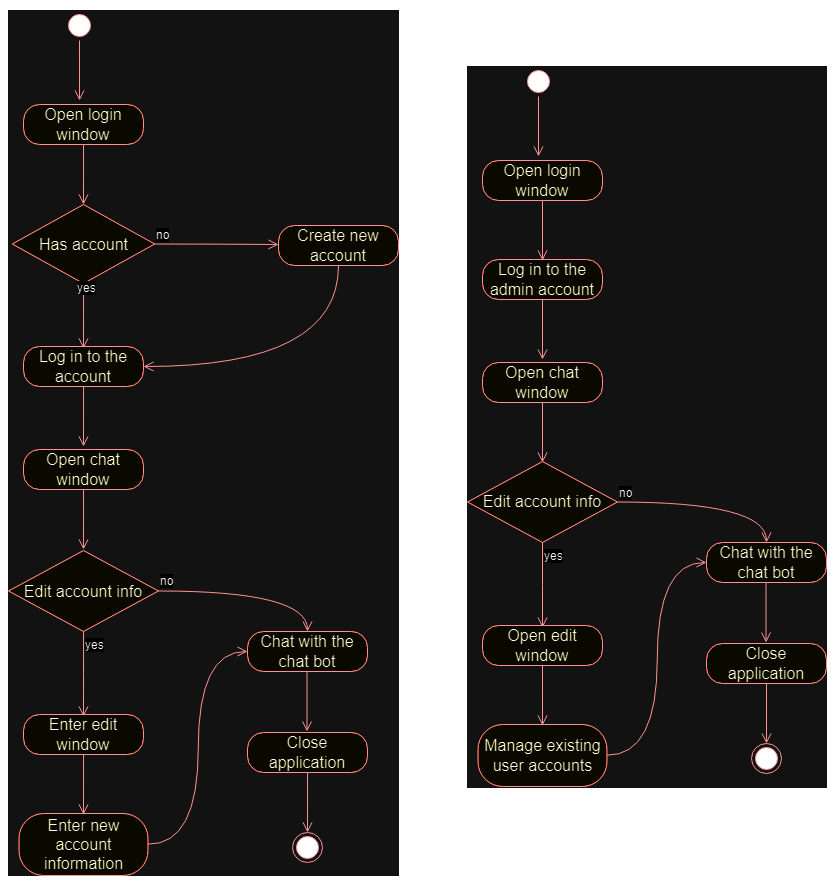 Open login
window
Has account
no
Create new
account
yes
Log in to the
account
Open chat
window
Edit account info
no
yes
Chat with the
chat bot
Enter edit
window
Close
application
Enter new
account
information
Open login
window
Log in to the
admin account
Open chat
window
Edit account info
no
yes
Chat with the
chat bot
Open edit
window
Close
application
Manage existing
user accounts